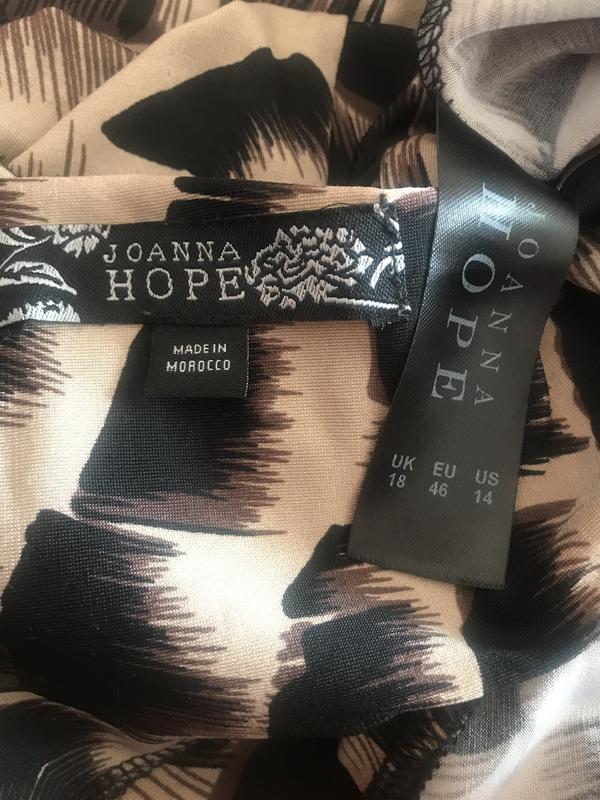 JOANNA
HOPE
MADE IN
MOROCCO
JOANNA
HOPE
UK EU US
18 46 14